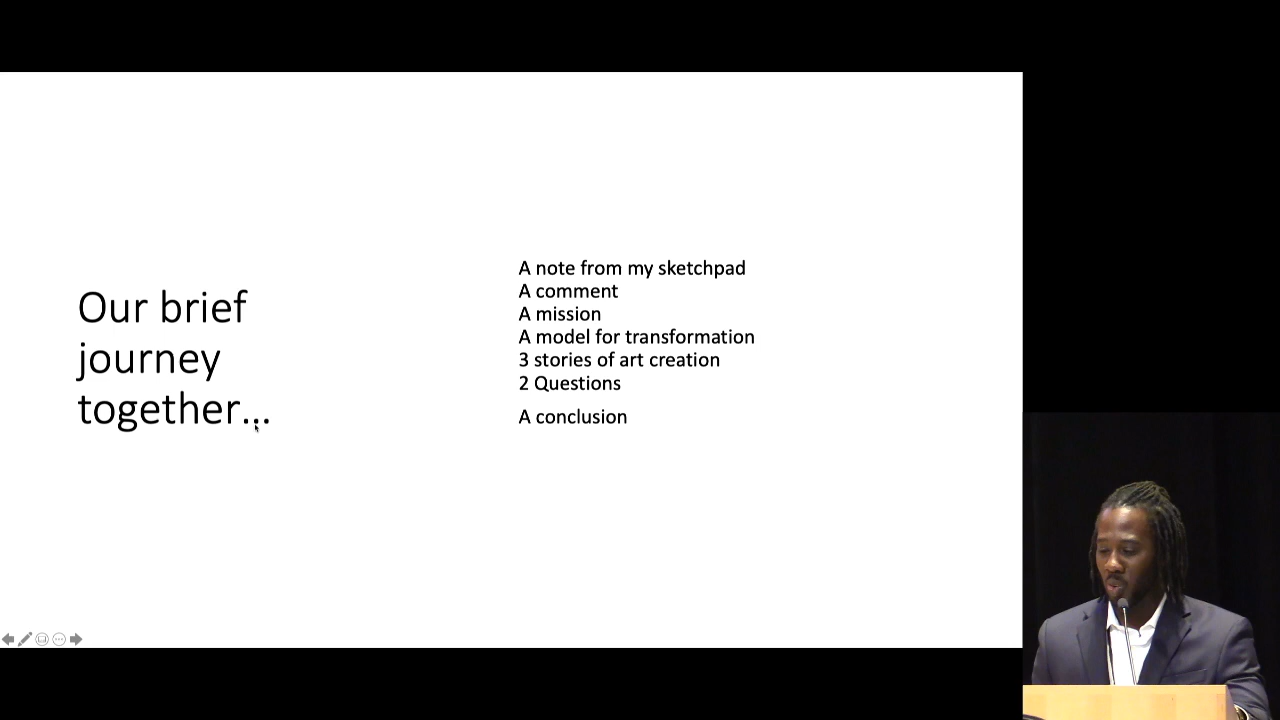 Our brief
journey
together...
A note from my sketchpad
A comment
A mission
A model for transformation
3 stories of art creation
2 Questions
A conclusion